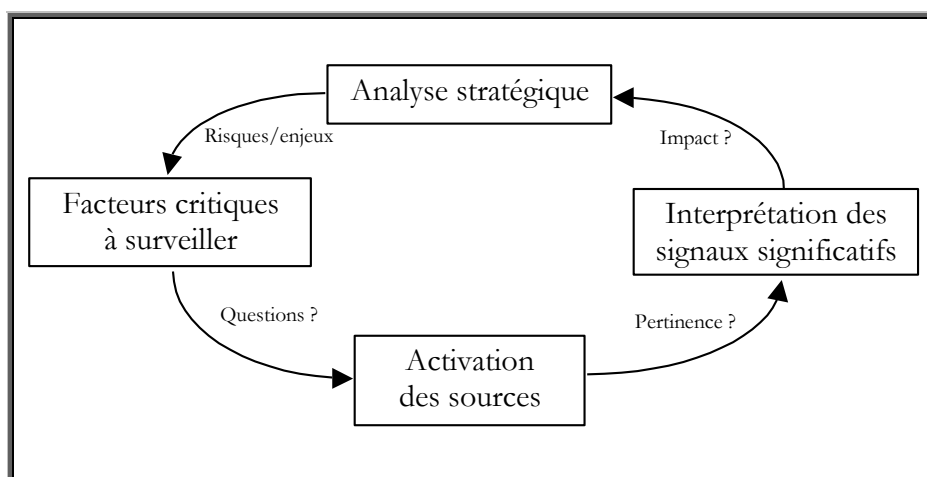 Analyse stratégique
Risques/enjeux
Impact ?
Facteurs critiques
à surveiller
Interprétation des
signaux significatifs
Questions ?
Pertinence ?
Activation
des sources